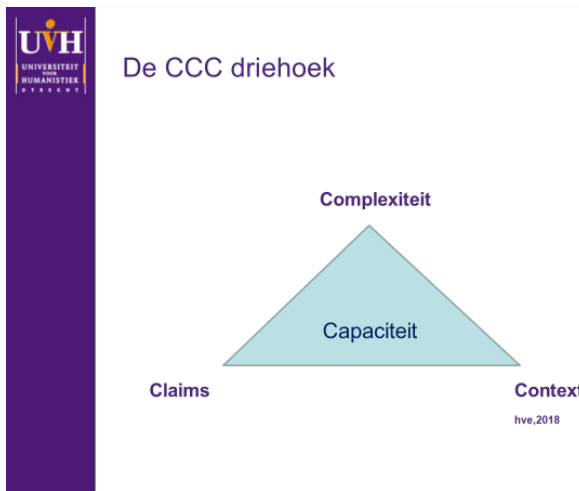 UVH
UNIVERSITEIT
VOOR
HUMANISTIEK
UTRECHT
De CCC driehoek
Complexiteit
Capaciteit
Claims
Context
hve,2018